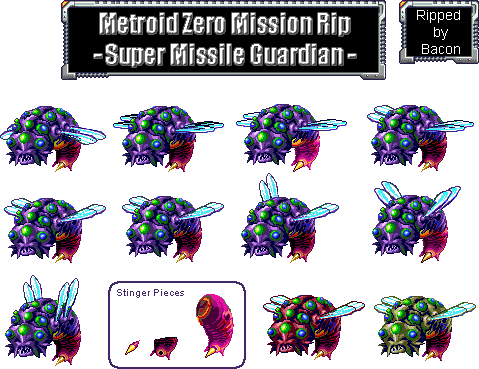 Metroid Zero Mission Rip
-Super Missile Guardian-
Ripped
by
Bacon
Stinger Pieces